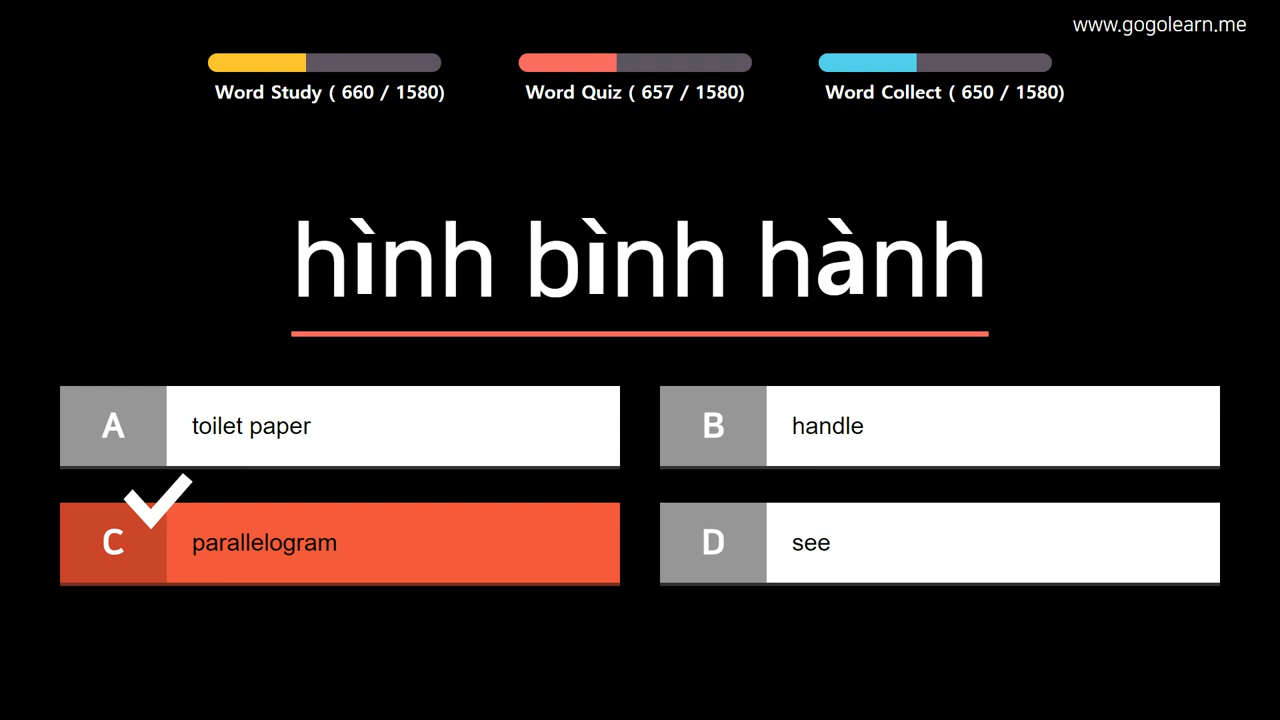 www.gogolearn.me
Word Study ( 660 / 1580)
Word Quiz ( 657 / 1580)
Word Collect ( 650 / 1580)
hình bình hành
A toilet paper
B handle
C parallelogram
D see